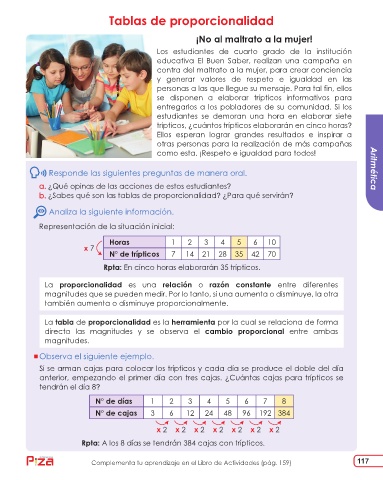 Tablas de proporcionalidad
¡No al maltrato a la mujer!
Los estudiantes de cuarto grado de la institución
educativa El Buen Saber, realizan una campaña en
contra del maltrato a la mujer, para crear conciencia
y generar valores de respeto e igualdad en las
personas a las que llegue su mensaje. Para tal fin, ellos
se disponen a elaborar trípticos informativos para
entregarlos a los pobladores de su comunidad. Si los
estudiantes se demoran una hora en elaborar siete
trípticos, ¿cuántos trípticos elaborarán en cinco horas?
Ellos esperan lograr grandes resultados e inspirar a
otras personas para la realización de más campañas
como esta. ¡Respeto e igualdad para todos!
Aritmética
Responde las siguientes preguntas de manera oral.
a. ¿Qué opinas de las acciones de estos estudiantes?
b. ¿Sabes qué son las tablas de proporcionalidad? ¿Para qué servirán?
Analiza la siguiente información.
Representación de la situación inicial:
x 7
Horas 1 2 3 4 5 6 10
N° de trípticos 7 14 21 28 35 42 70
Rpta: En cinco horas elaborarán 35 trípticos.
La proporcionalidad es una relación o razón constante entre diferentes
magnitudes que se pueden medir. Por lo tanto, si una aumenta o disminuye, la otra
también aumenta o disminuye proporcionalmente.
La tabla de proporcionalidad es la herramienta por la cual se relaciona de forma
directa las magnitudes y se observa el cambio proporcional entre ambas
magnitudes.
Observa el siguiente ejemplo.
Si se arman cajas para colocar los trípticos y cada día se produce el doble del día
anterior, empezando el primer día con tres cajas. ¿Cuántas cajas para trípticos se
tendrán el día 8?
N° de días 1 2 3 4 5 6 7 8
N° de cajas 3 6 12 24 48 96 192 384
x 2 x 2 x 2 x 2 x 2 x 2 x 2
Rpta: A los 8 días se tendrán 384 cajas con trípticos.
Complementa tu aprendizaje en el Libro de Actividades (pág. 159)
117